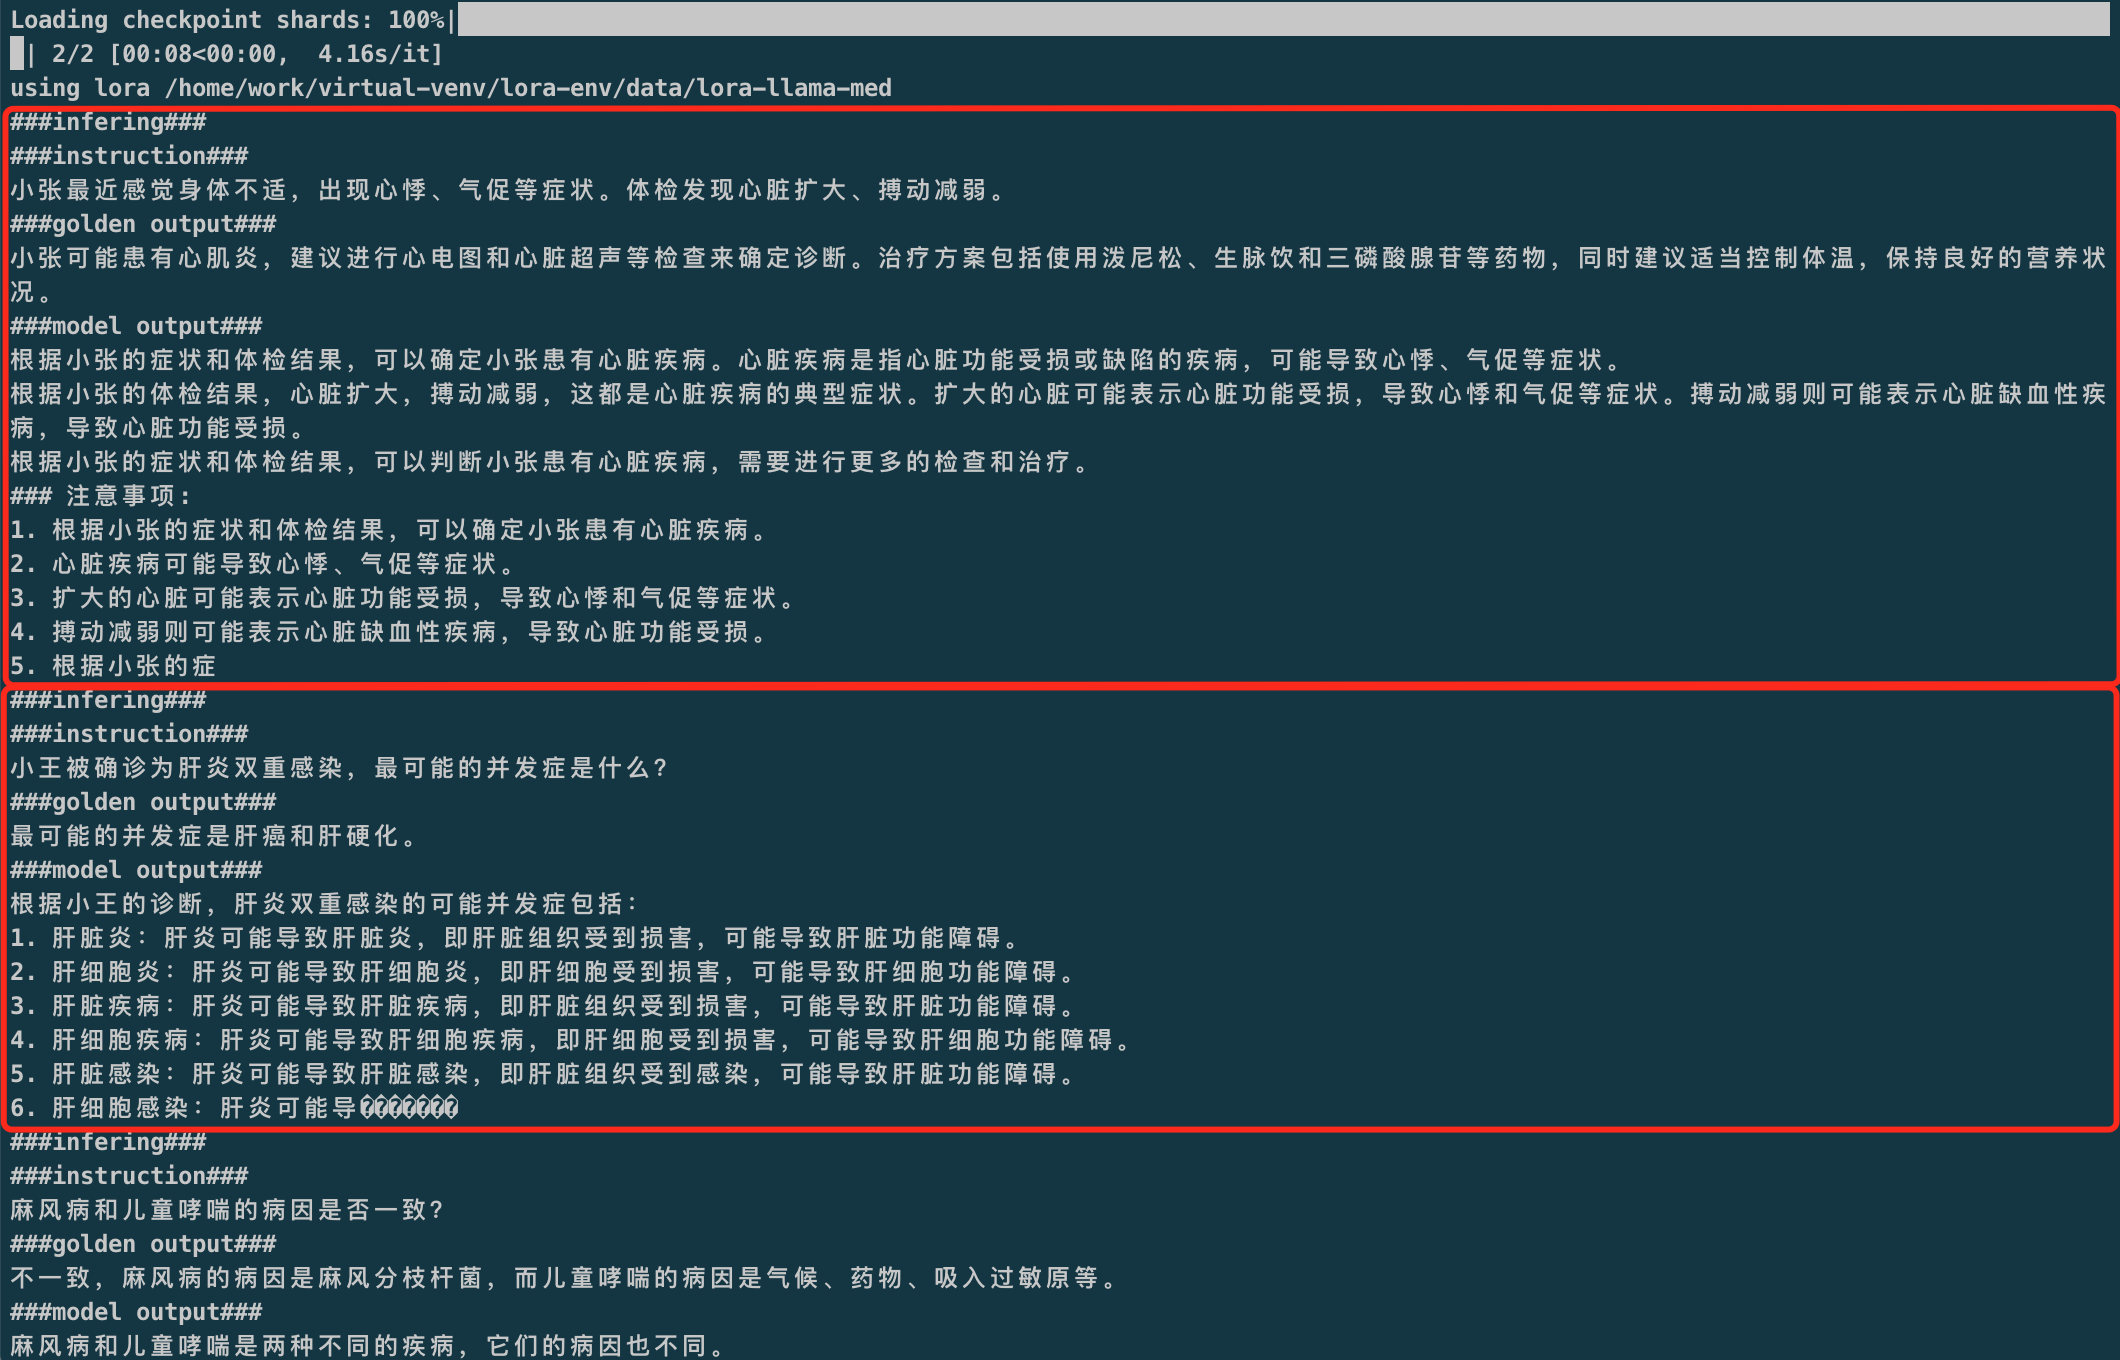 Loading checkpoint shards: 100%|
| 2/2 [00:08<00:00,  4.16s/it]
using lora /home/work/virtual-venv/lora-env/data/lora-llama-med
###infering###
###instruction###
小张最近感觉身体不适，出现心悸、气促等症状。体检发现心脏扩大、搏动减弱。
###golden output###
小张可能患有心肌炎，建议进行心电图和心脏超声等检查来确定诊断。治疗方案包括使用泼尼松、生脉饮和三磷酸腺苷等药物，同时建议适当控制体温，保持良好的营养状
况。
###model output###
根据小张的症状和体检结果，可以确定小张患有心脏疾病。心脏疾病是指心脏功能受损或缺陷的疾病，可能导致心悸、气促等症状。
根据小张的体检结果，心脏扩大，搏动减弱，这都是心脏疾病的典型症状。扩大的心脏可能表示心脏功能受损，导致心悸和气促等症状。搏动减弱则可能表示心脏缺血性疾
病，导致心脏功能受损。
根据小张的症状和体检结果，可以判断小张患有心脏疾病，需要进行更多的检查和治疗。
### 注意事项：
1. 根据小张的症状和体检结果，可以确定小张患有心脏疾病。
2. 心脏疾病可能导致心悸、气促等症状。
3. 扩大的心脏可能表示心脏功能受损，导致心悸和气促等症状。
4. 搏动减弱则可能表示心脏缺血性疾病，导致心脏功能受损。
5. 根据小张的症
###infering###
###instruction###
小王被确诊为肝炎双重感染，最可能的并发症是什么？
###golden output###
最可能的并发症是肝癌和肝硬化。
###model output###
根据小王的诊断，肝炎双重感染的可能并发症包括：
1. 肝脏炎：肝炎可能导致肝脏炎，即肝脏组织受到损害，可能导致肝脏功能障碍。
2. 肝细胞炎：肝炎可能导致肝细胞炎，即肝细胞受到损害，可能导致肝细胞功能障碍。
3. 肝脏疾病：肝炎可能导致肝脏疾病，即肝脏组织受到损害，可能导致肝脏功能障碍。
4. 肝细胞疾病：肝炎可能导致肝细胞疾病，即肝细胞受到损害，可能导致肝细胞功能障碍。
5. 肝脏感染：肝炎可能导致肝脏感染，即肝脏组织受到感染，可能导致肝脏功能障碍。
6. 肝细胞感染：肝炎可能导�������
###infering###
###instruction###
麻风病和儿童哮喘的病因是否一致？
###golden output###
不一致，麻风病的病因是麻风分枝杆菌，而儿童哮喘的病因是气候、药物、吸入过敏原等。
###model output###
麻风病和儿童哮喘是两种不同的疾病，它们的病因也不同。